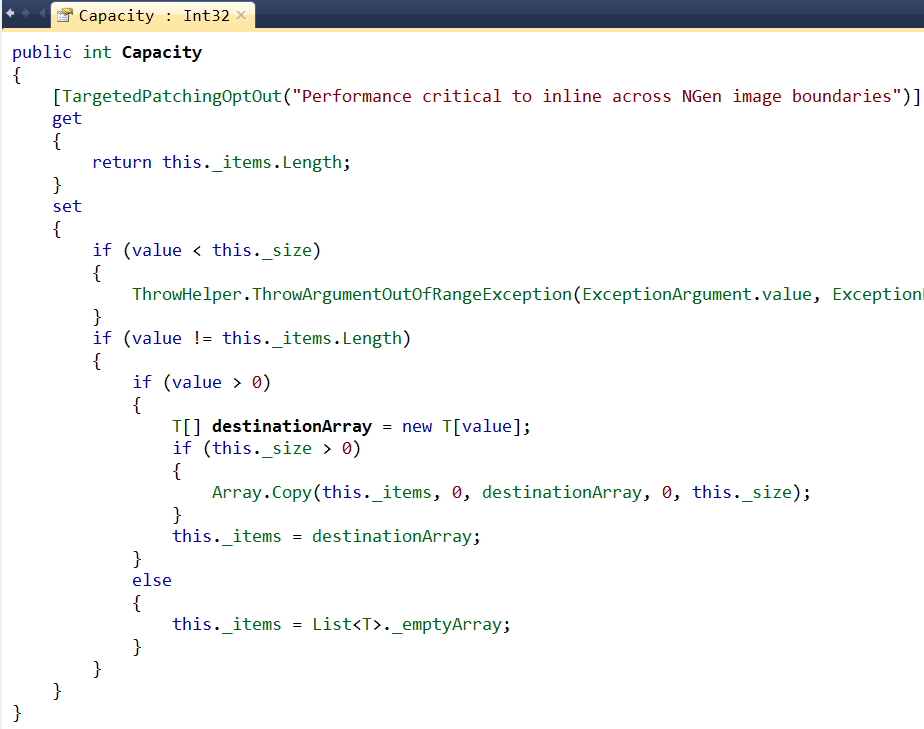 Capacity : Int32
public int Capacity
{
    [TargetedPatchingOptOut("Performance critical to inline across NGen image boundaries")]
    get
    {
        return this._items.Length;
    }
    set
    {
        if (value < this._size)
        {
            ThrowHelper.ThrowArgumentOutOfRangeException(ExceptionArgument.value, Exception
        }
        if (value != this._items.Length)
        {
            if (value > 0)
            {
                T[] destinationArray = new T[value];
                if (this._size > 0)
                {
                    Array.Copy(this._items, 0, destinationArray, 0, this._size);
                }
                this._items = destinationArray;
            }
            else
            {
                this._items = List<T>._emptyArray;
            }
        }
    }
}